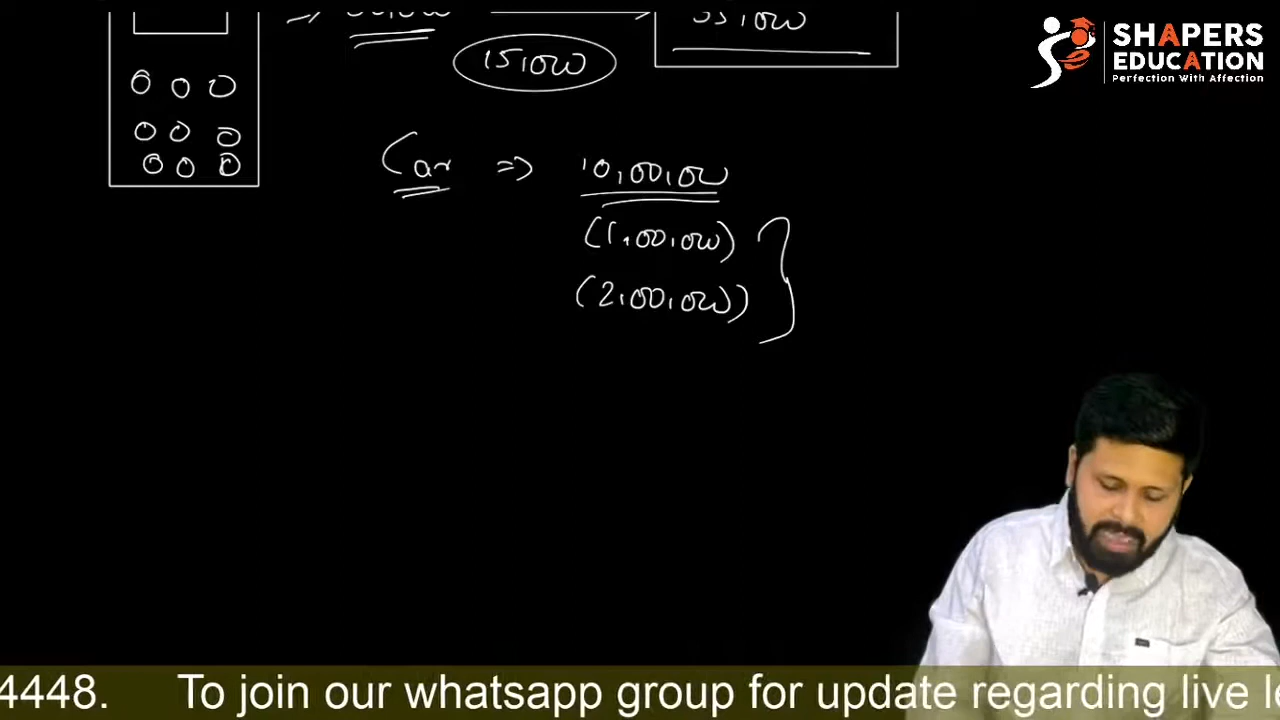 SHAPERS
EDUCATION
Perfection With Affection
15,000
Car ⇒ 10,00,000
(1,00,000)
(2,00,000)
4448. To join our whatsapp group for update regarding live le